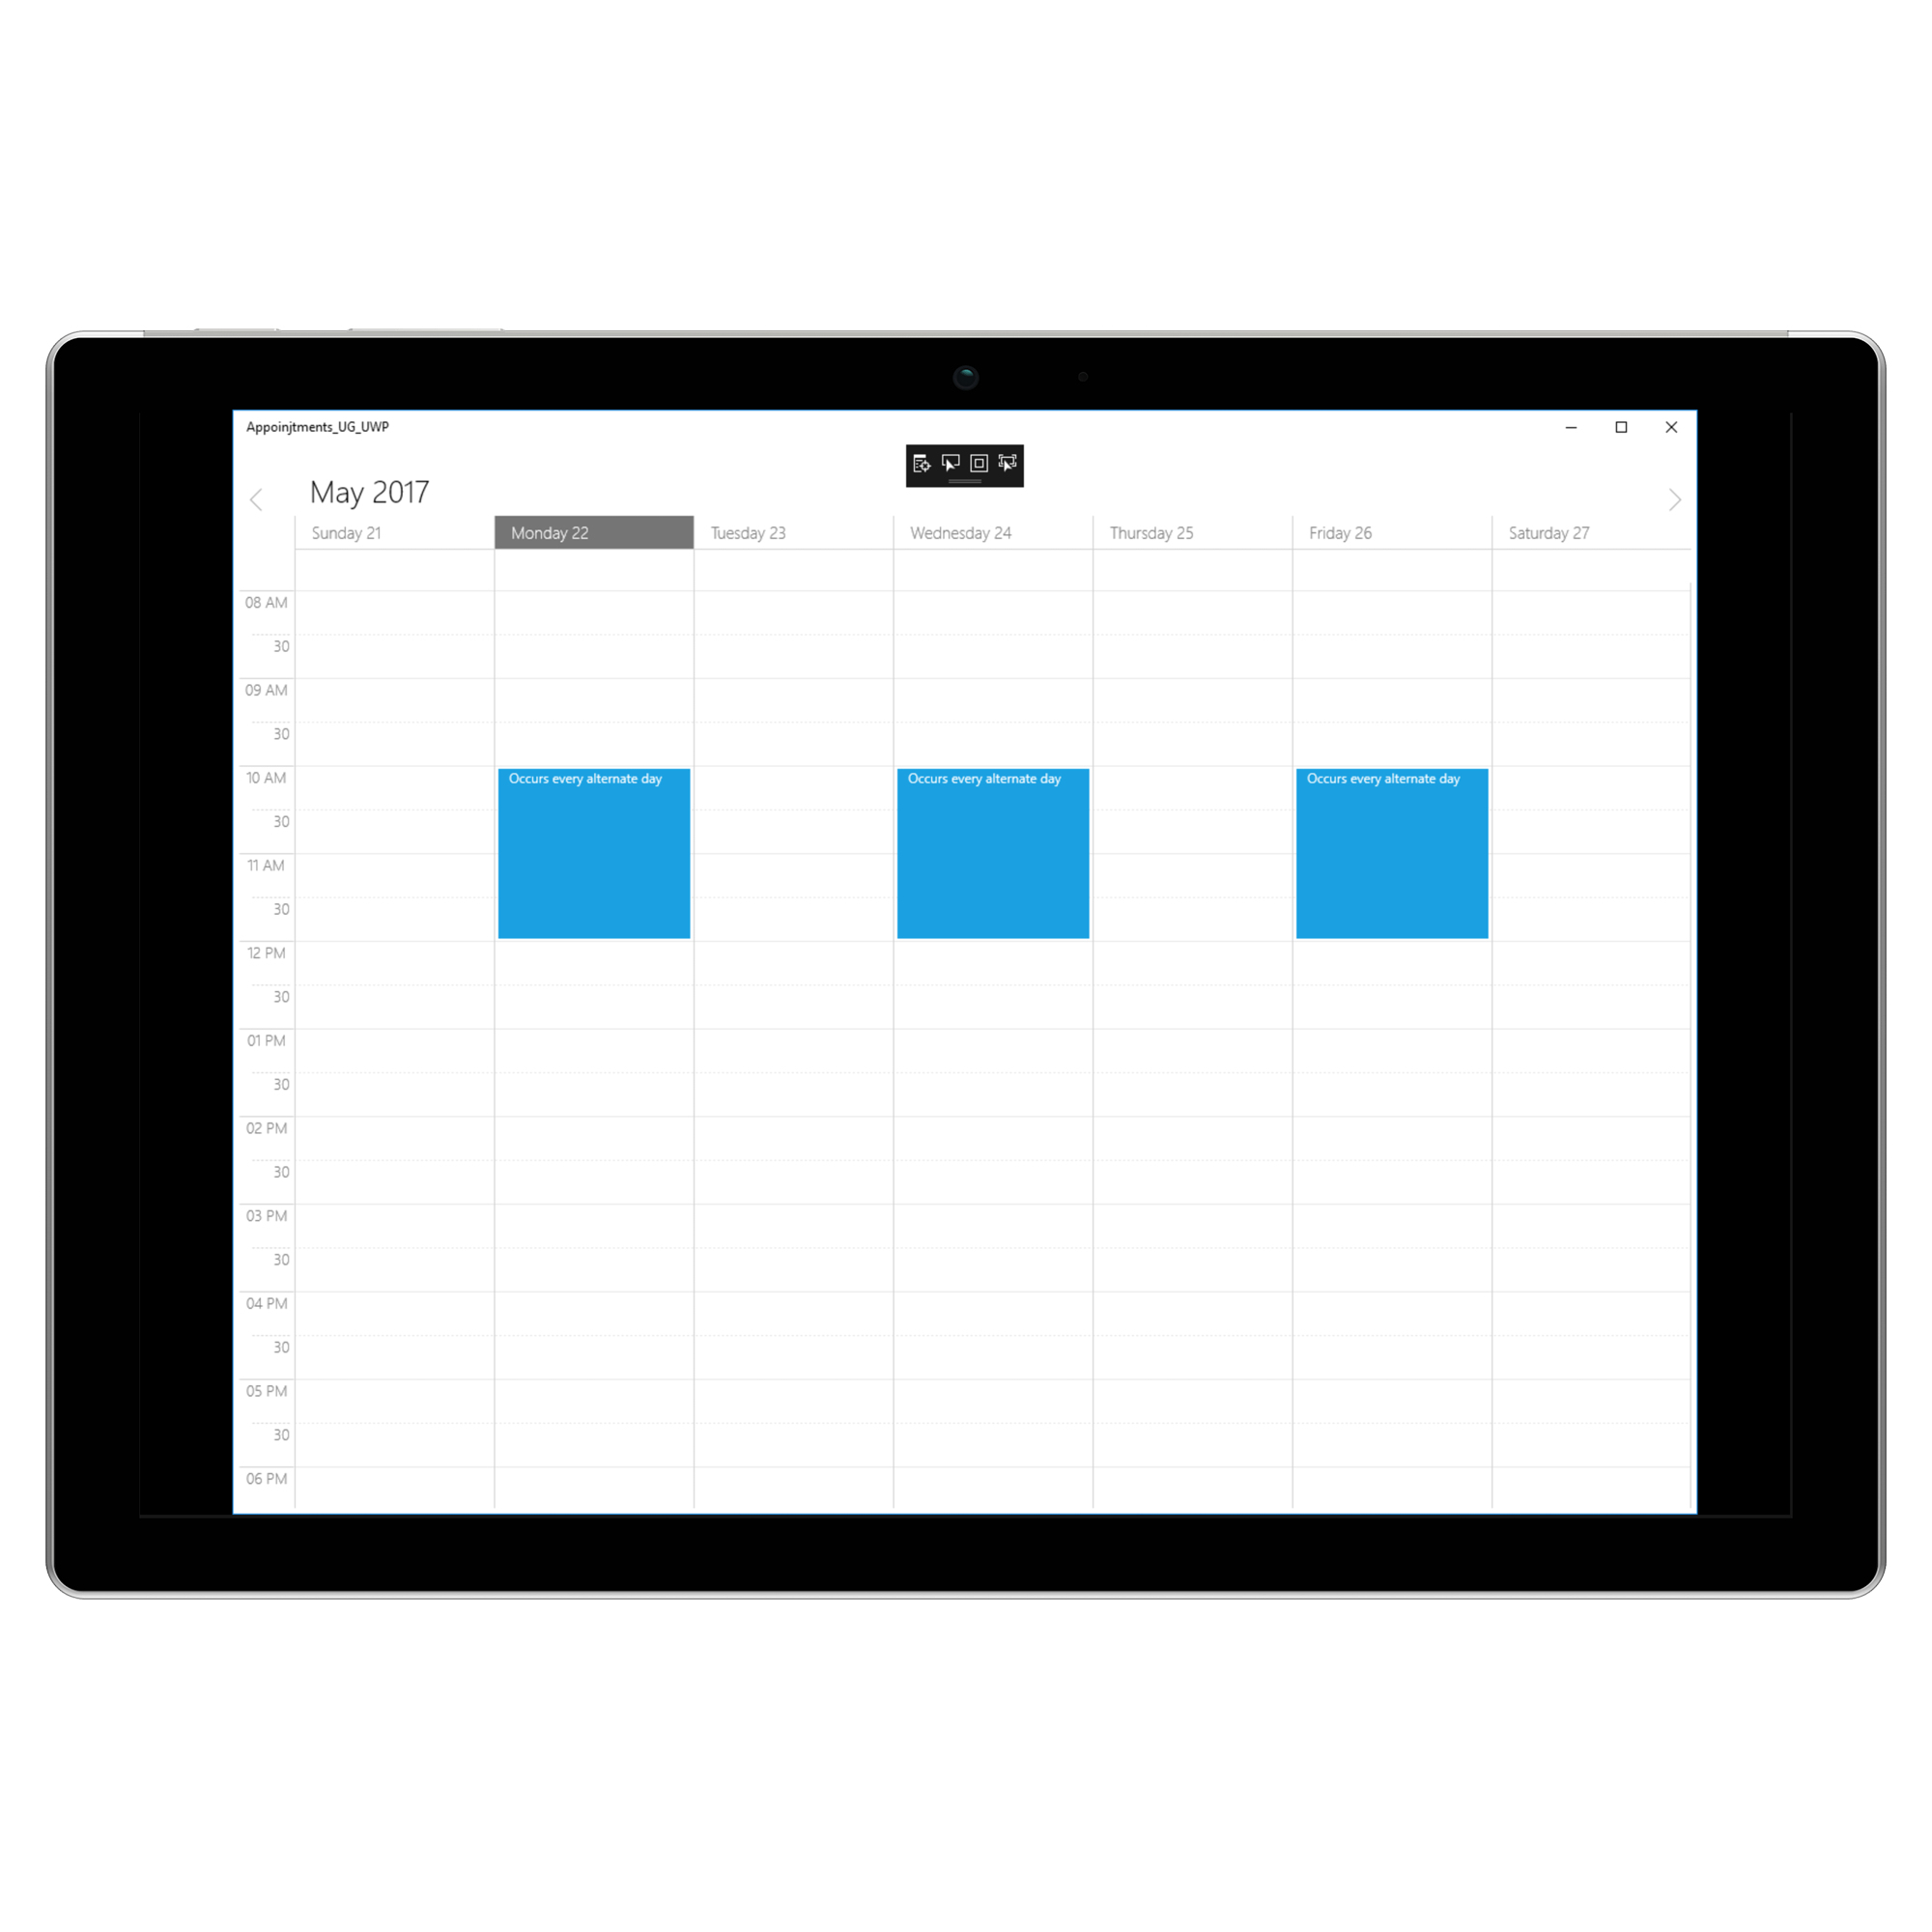 Appoinjtments_UG_UWP
May 2017
Sunday 21 Monday 22 Tuesday 23 Wednesday 24 Thursday 25 Friday 26 Saturday 27
08 AM
30
09 AM
30
10 AM Occurs every alternate day Occurs every alternate day Occurs every alternate day
30
11 AM
30
12 PM
30
01 PM
30
02 PM
30
03 PM
30
04 PM
30
05 PM
30
06 PM